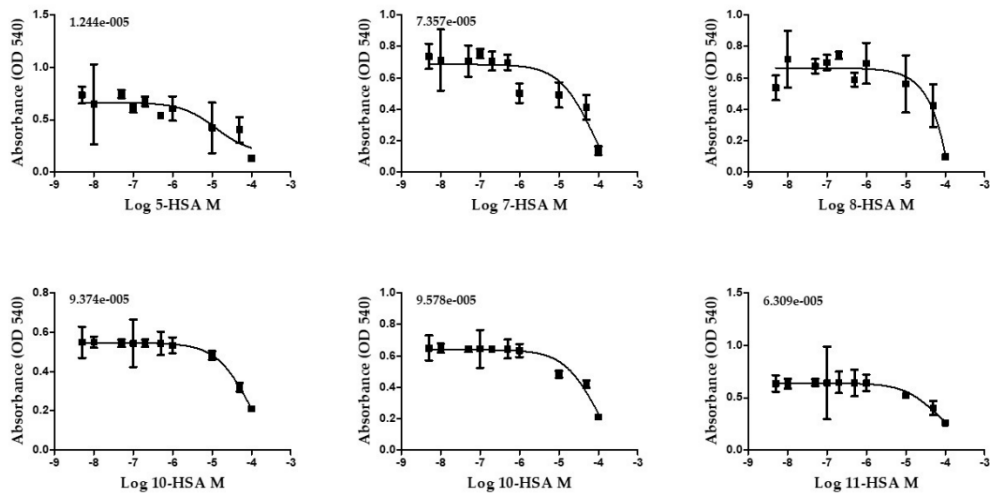 1.244e-005
Absorbance (OD 540)
1.5
1.0
0.5
0.0
-9 -8 -7 -6 -5 -4 -3
Log 5-HSA M
7.357e-005
Absorbance (OD 540)
1.0
0.8
0.6
0.4
0.2
0.0
-9 -8 -7 -6 -5 -4 -3
Log 7-HSA M
Absorbance (OD 540)
1.0
0.8
0.6
0.4
0.2
0.0
-9 -8 -7 -6 -5 -4 -3
Log 8-HSA M
9.374e-005
Absorbance (OD 540)
0.8
0.6
0.4
0.2
0.0
-9 -8 -7 -6 -5 -4 -3
Log 10-HSA M
9.578e-005
Absorbance (OD 540)
1.0
0.8
0.6
0.4
0.2
0.0
-9 -8 -7 -6 -5 -4 -3
Log 10-HSA M
6.309e-005
Absorbance (OD 540)
1.5
1.0
0.5
0.0
-9 -8 -7 -6 -5 -4 -3
Log 11-HSA M